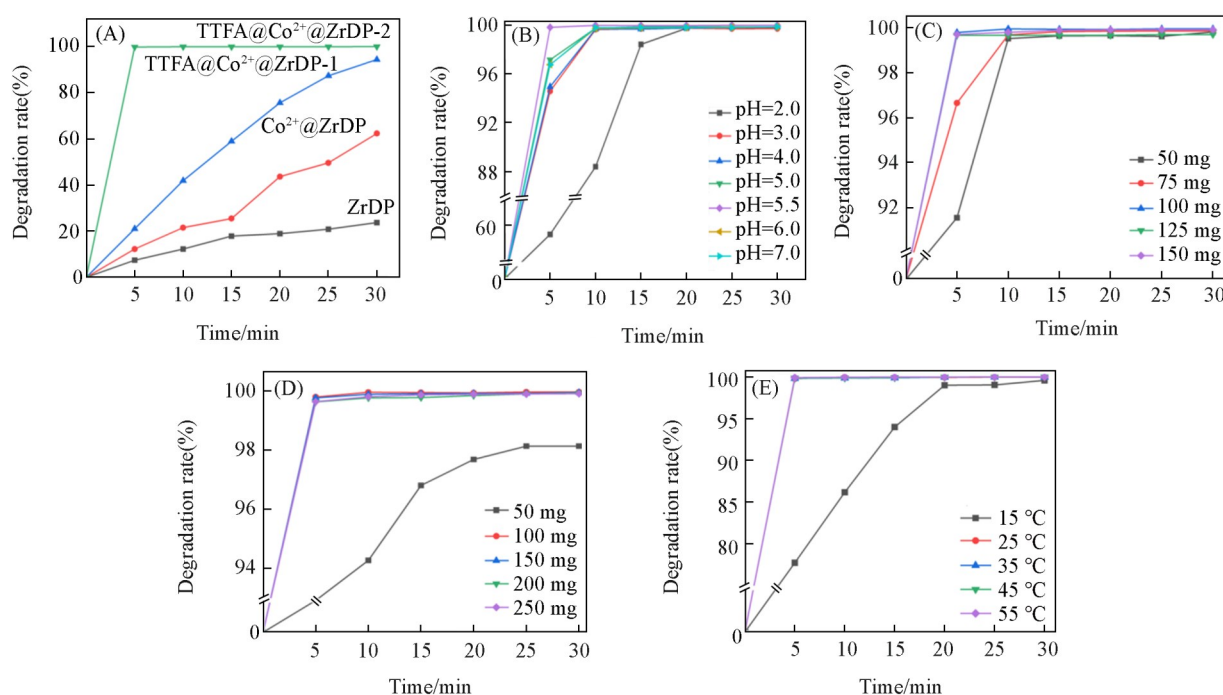 (A)
TTFA@Co²⁺@ZrDP-2
TTFA@Co²⁺@ZrDP-1
Co²⁺@ZrDP
ZrDP
Degradation rate(%)
100
80
60
40
20
0
5 10 15 20 25 30
Time/min
(B)
Degradation rate(%)
100
96
92
88
60
0
pH=2.0
pH=3.0
pH=4.0
pH=5.0
pH=5.5
pH=6.0
pH=7.0
5 10 15 20 25 30
Time/min
(C)
Degradation rate(%)
100
98
96
94
92
0
50 mg
75 mg
100 mg
125 mg
150 mg
5 10 15 20 25 30
Time/min
(D)
Degradation rate(%)
100
98
96
94
0
50 mg
100 mg
150 mg
200 mg
250 mg
5 10 15 20 25 30
Time/min
(E)
Degradation rate(%)
100
95
90
85
80
0
15 °C
25 °C
35 °C
45 °C
55 °C
5 10 15 20 25 30
Time/min